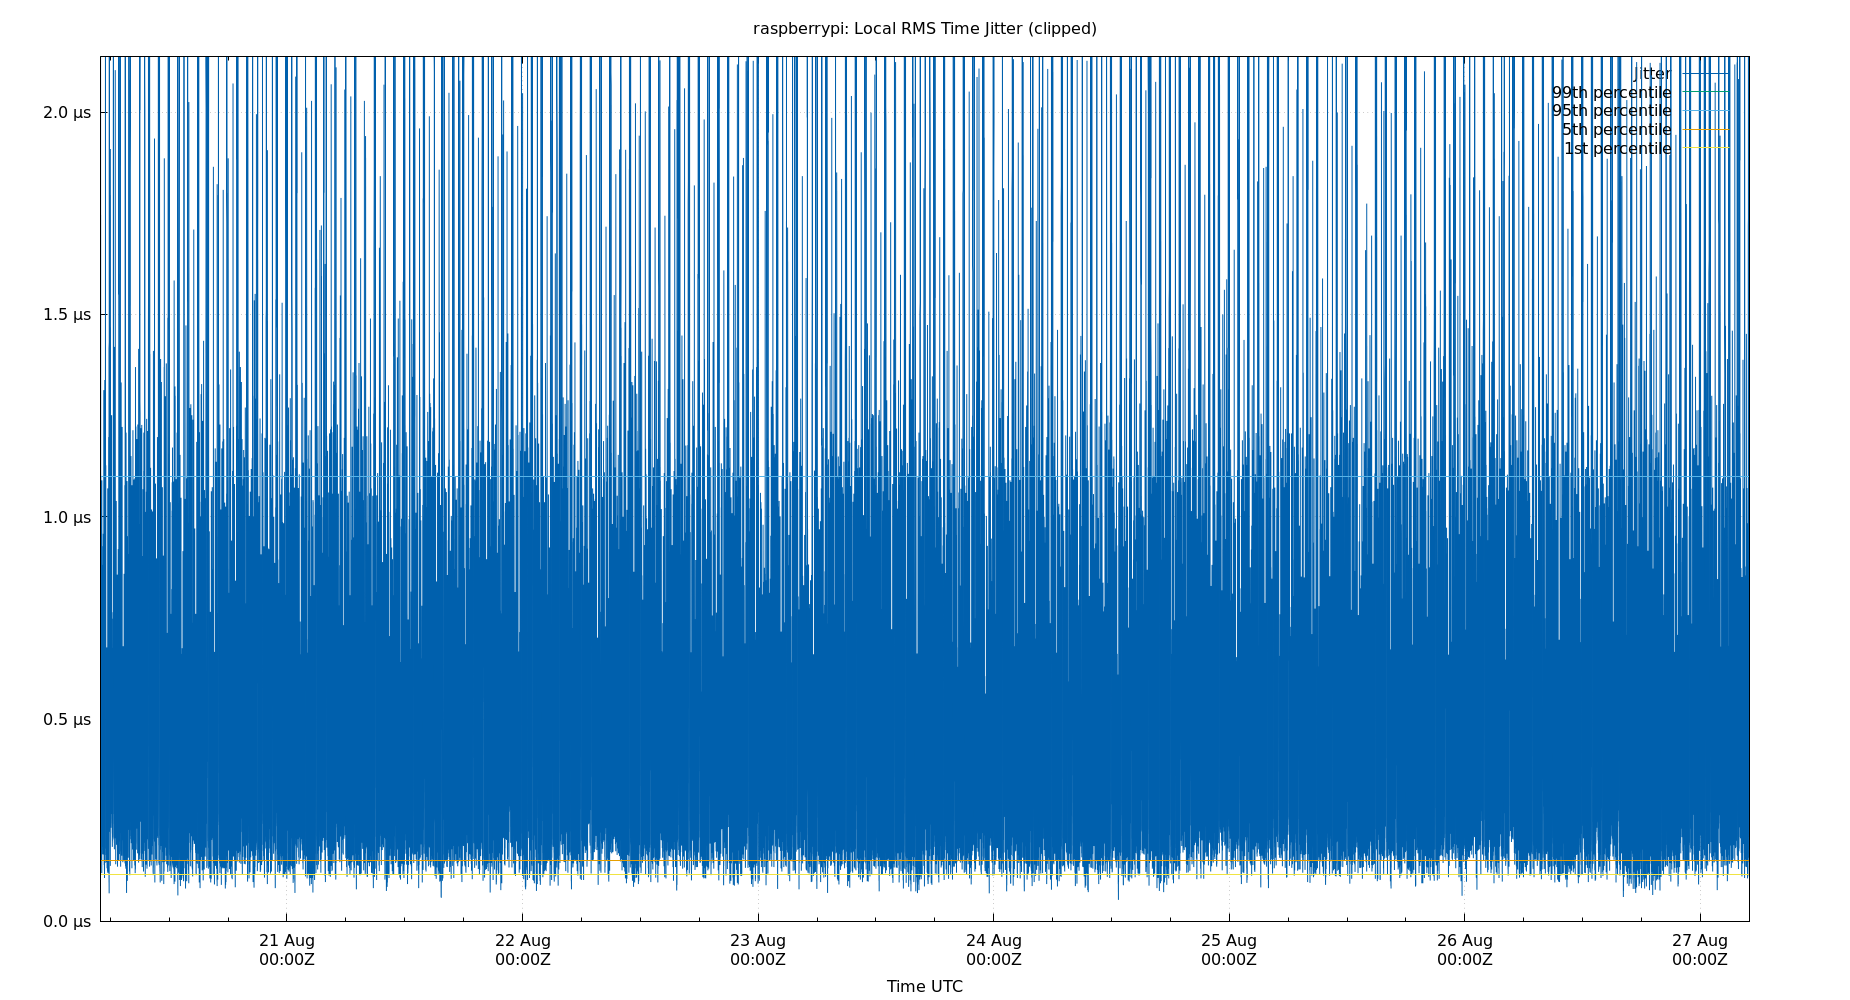 raspberrypi: Local RMS Time Jitter (clipped)
2.0 µs
1.5 µs
1.0 µs
0.5 µs
0.0 µs
jitter
99th percentile
95th percentile
5th percentile
1st percentile
21 Aug
00:00Z
22 Aug
00:00Z
23 Aug
00:00Z
24 Aug
00:00Z
25 Aug
00:00Z
26 Aug
00:00Z
27 Aug
00:00Z
Time UTC